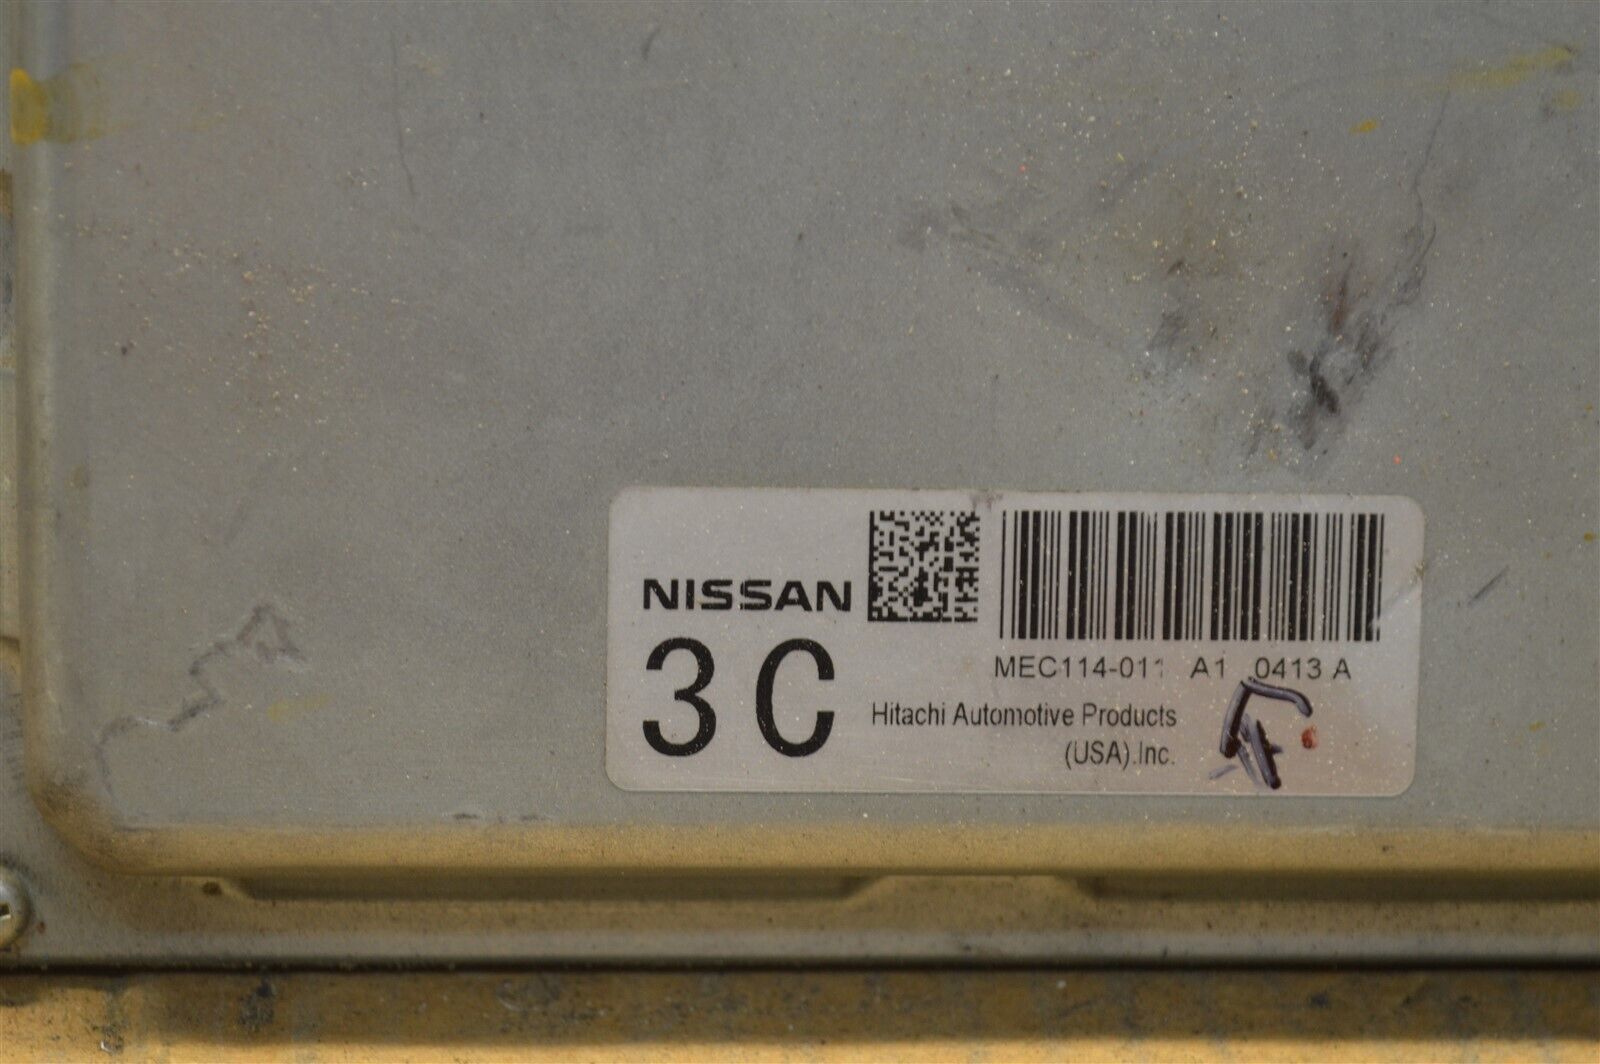 NISSAN
3C
MEC114-011 A1 0413 A
Hitachi Automotive Products
(USA).Inc.